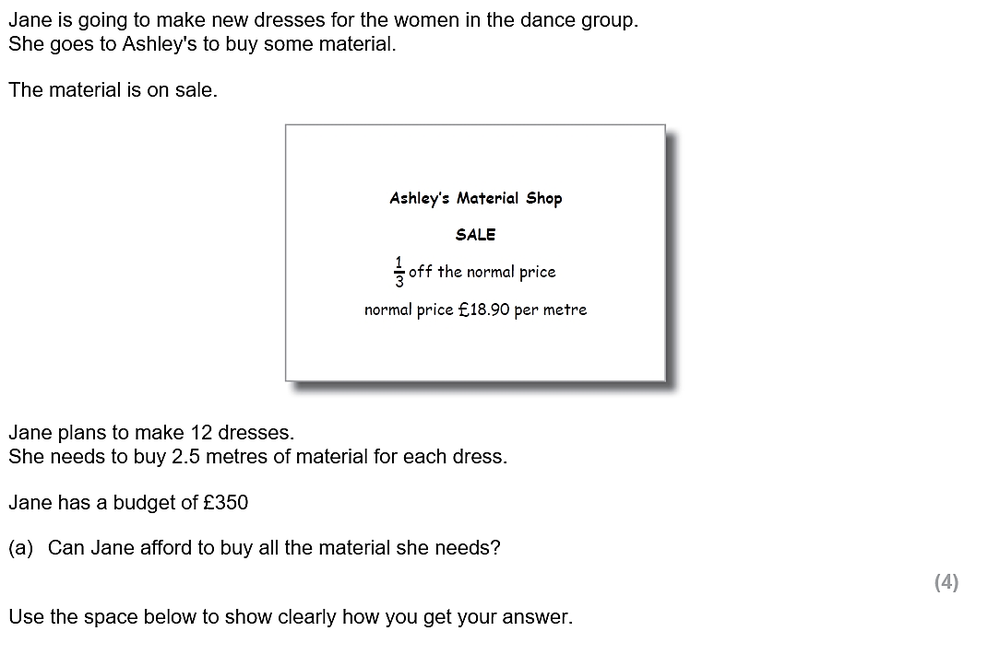 Jane is going to make new dresses for the women in the dance group.
She goes to Ashley's to buy some material.
The material is on sale.
Ashley's Material Shop
SALE
1/3 off the normal price
normal price £18.90 per metre
Jane plans to make 12 dresses.
She needs to buy 2.5 metres of material for each dress.
Jane has a budget of £350
(a) Can Jane afford to buy all the material she needs?
(4)
Use the space below to show clearly how you get your answer.